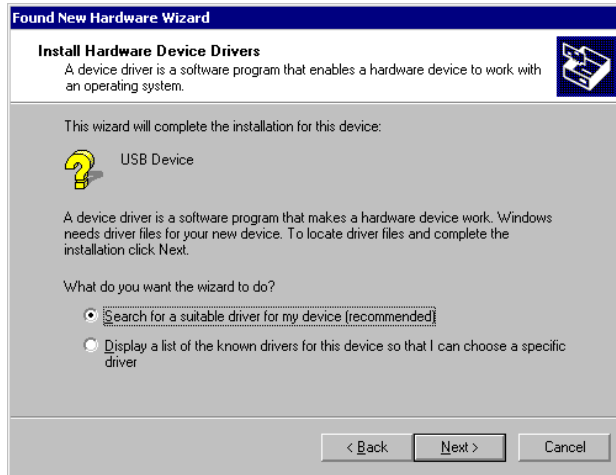 Found New Hardware Wizard
Install Hardware Device Drivers
A device driver is a software program that enables a hardware device to work with
an operating system.
This wizard will complete the installation for this device:
USB Device
A device driver is a software program that makes a hardware device work. Windows
needs driver files for your new device. To locate driver files and complete the
installation click Next.
What do you want the wizard to do?
Search for a suitable driver for my device (recommended)
Display a list of the known drivers for this device so that I can choose a specific
driver
< Back Next > Cancel